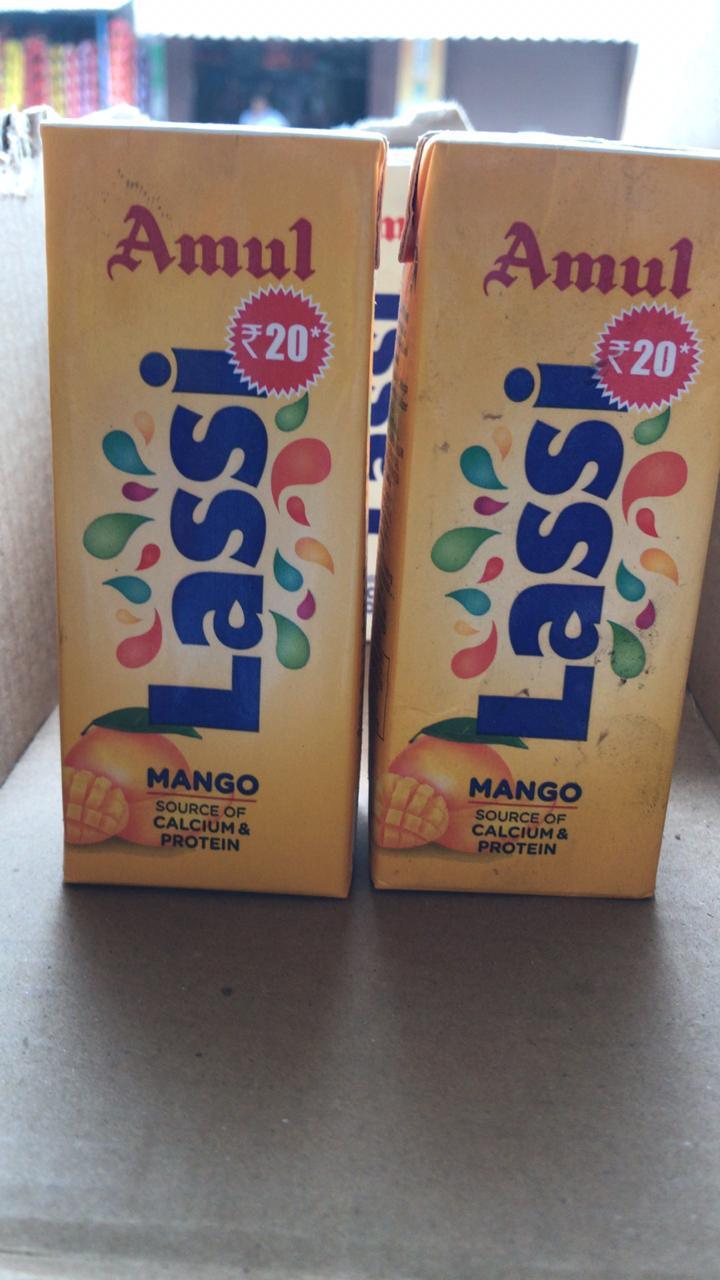 Amul
₹20*
Lassi
MANGO
SOURCE OF
CALCIUM &
PROTEIN
Amul
₹20*
Lassi
MANGO
SOURCE OF
CALCIUM &
PROTEIN